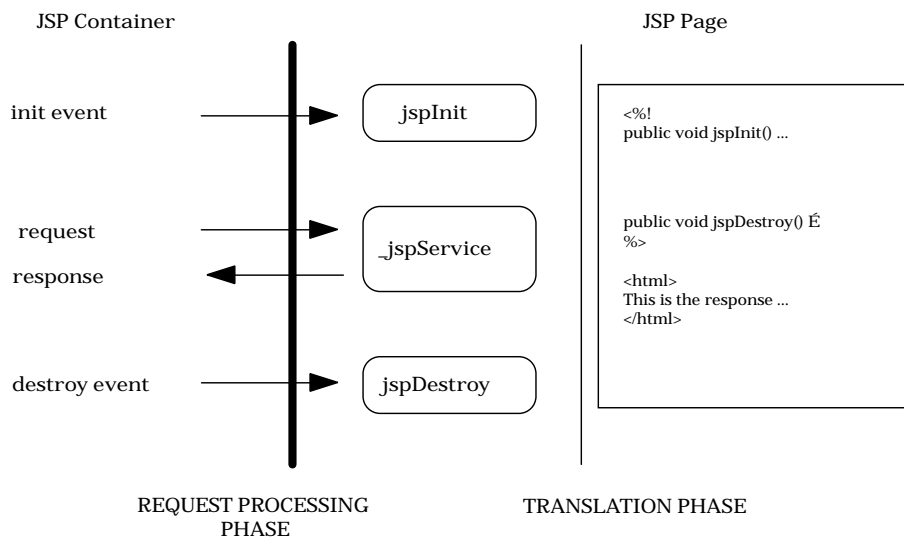 JSP Container
JSP Page
init event
jspInit
<%!
public void jspInit() ...
request
_jspService
response
public void jspDestroy() É
%>
<html>
This is the response ...
</html>
destroy event
jspDestroy
REQUEST PROCESSING
PHASE
TRANSLATION PHASE